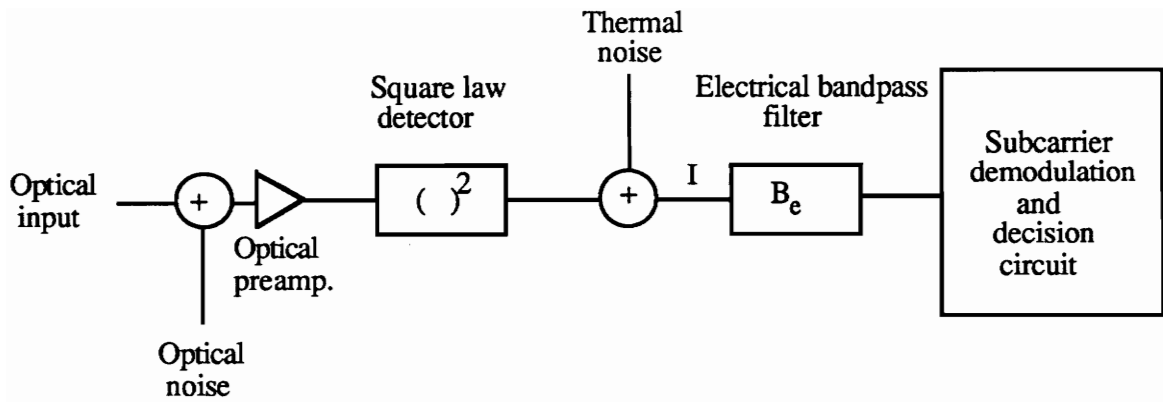 Thermal
noise
Square law
detector
Electrical bandpass
filter
Optical
input
+
( )²
+
I
Bₑ
Subcarrier
demodulation
and
decision
circuit
Optical
preamp.
Optical
noise